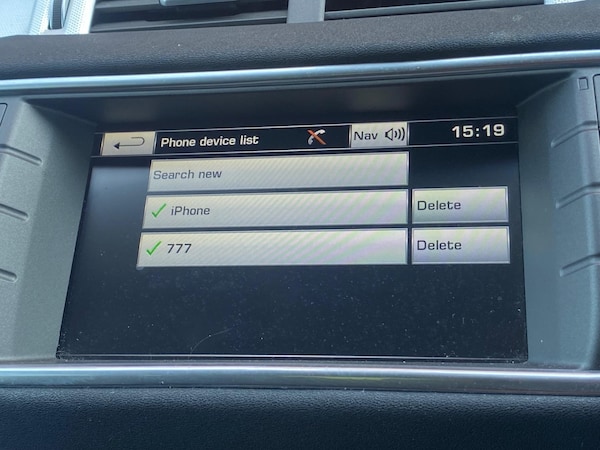 Phone device list
Nav
15:19
Search new
iPhone
Delete
777
Delete